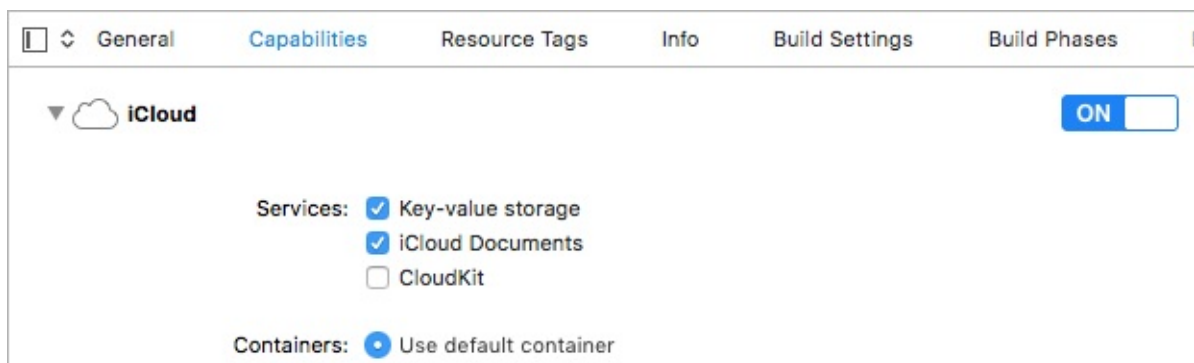 General Capabilities Resource Tags Info Build Settings Build Phases
iCloud ON
Services: Key-value storage
iCloud Documents
CloudKit
Containers: Use default container